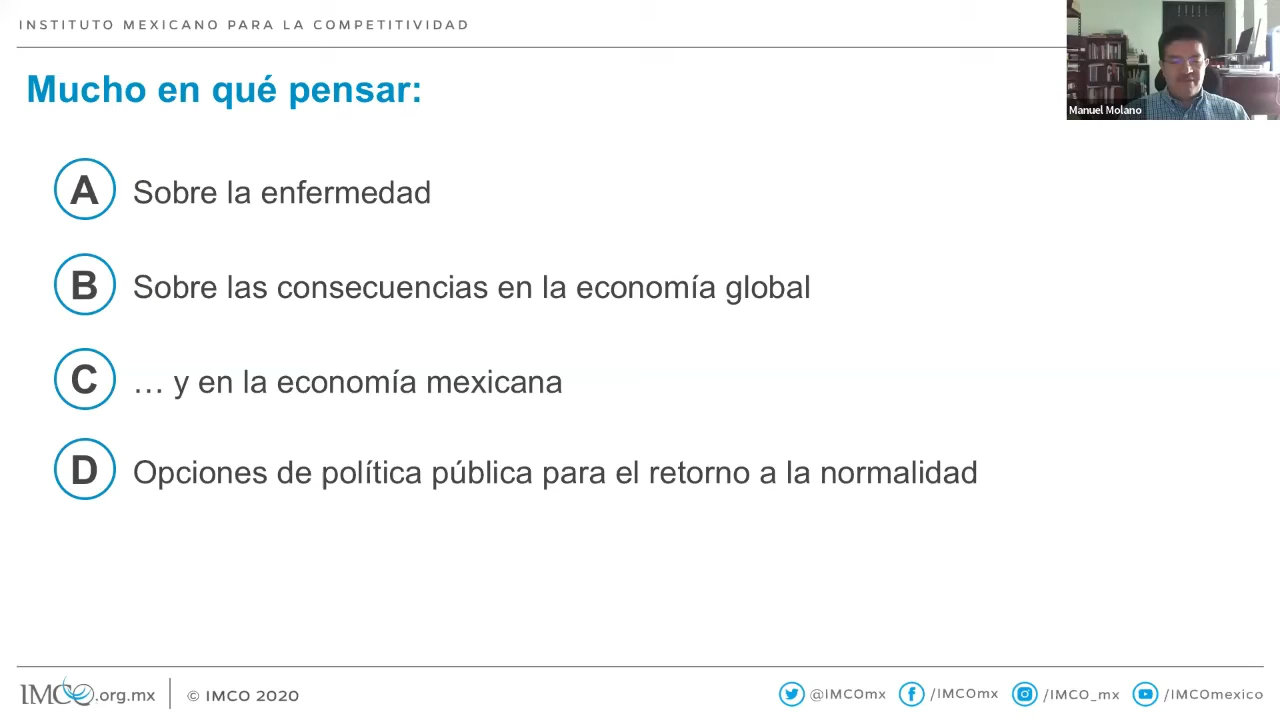 INSTITUTO MEXICANO PARA LA COMPETITIVIDAD
Manuel Molano
Mucho en qué pensar:
A Sobre la enfermedad
B Sobre las consecuencias en la economía global
C … y en la economía mexicana
D Opciones de política pública para el retorno a la normalidad
IMCO.org.mx © IMCO 2020 @IMCOmx /IMCOmx /IMCO_mx /IMCOmexico